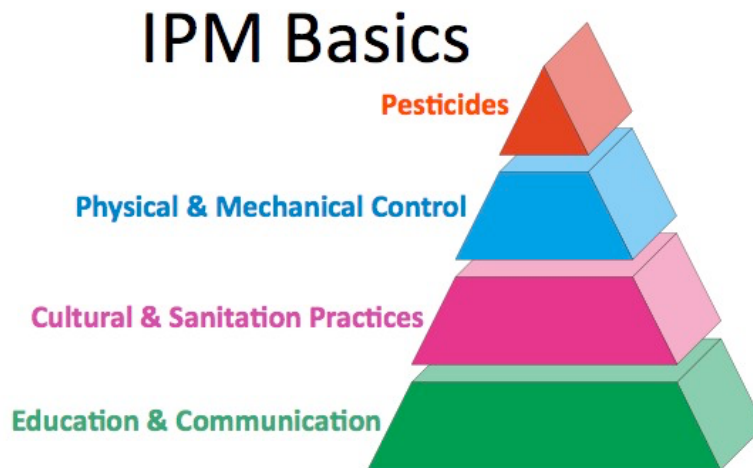 IPM Basics
Pesticides
Physical & Mechanical Control
Cultural & Sanitation Practices
Education & Communication